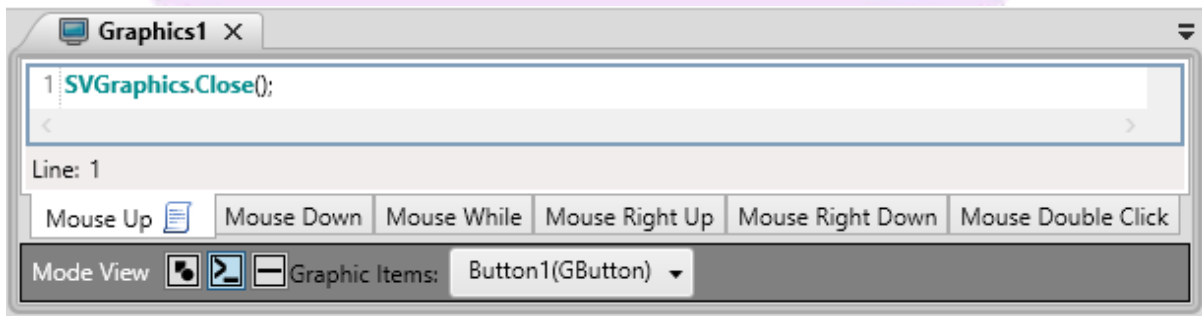 Graphics1
1 SVGraphics.Close();
Line: 1
Mouse Up Mouse Down Mouse While Mouse Right Up Mouse Right Down Mouse Double Click
Mode View Graphic Items: Button1(GButton)